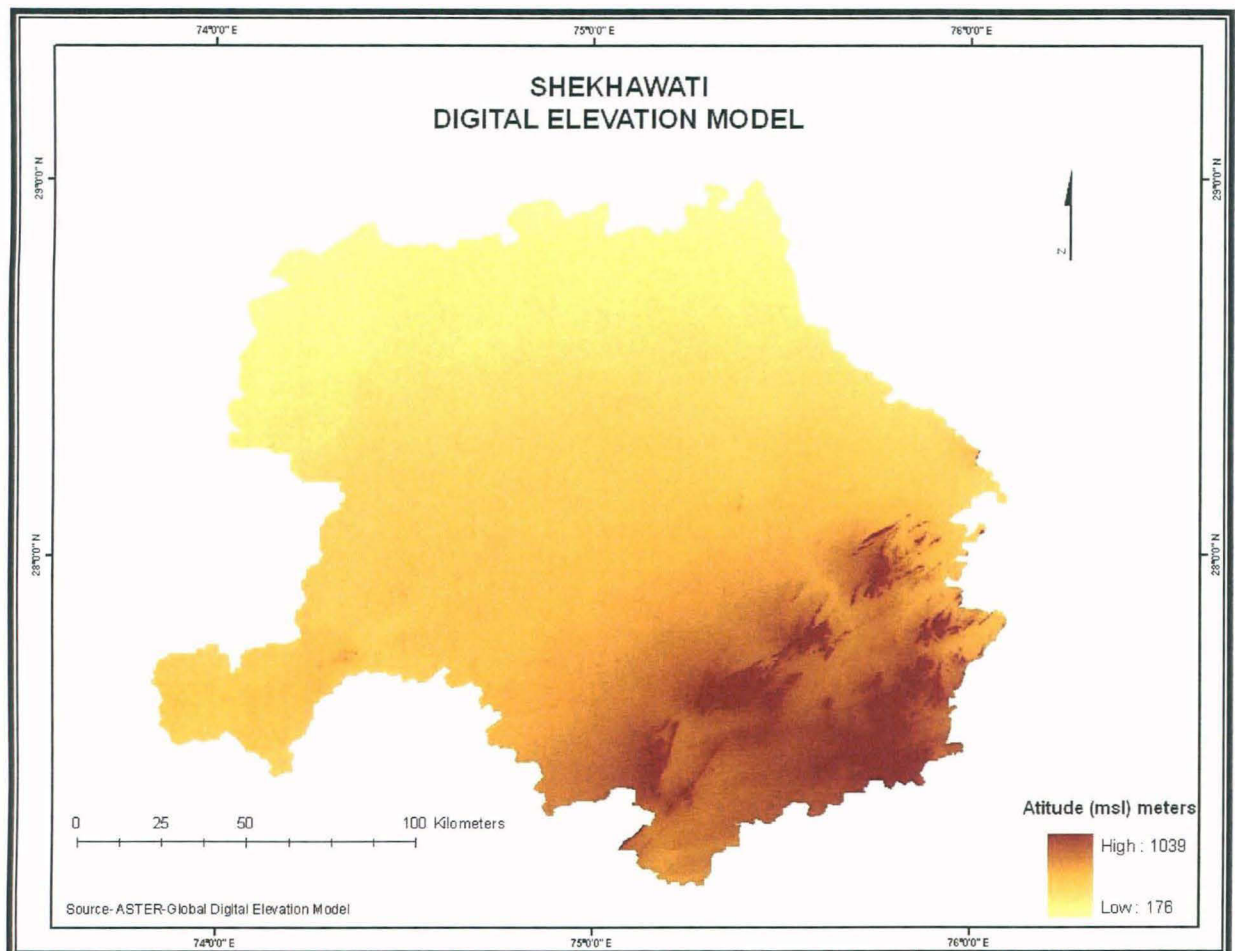 74°0'0" E 75°0'0" E 76°0'0" E
SHEKHAWATI
DIGITAL ELEVATION MODEL
29°0'0" N 29°0'0" N
N
28°0'0" N 28°0'0" N
0 25 50 100 Kilometers
Atitude (msl) meters
High : 1039
Low : 176
Source- ASTER-Global Digital Elevation Model
74°0'0" E 75°0'0" E 76°0'0" E